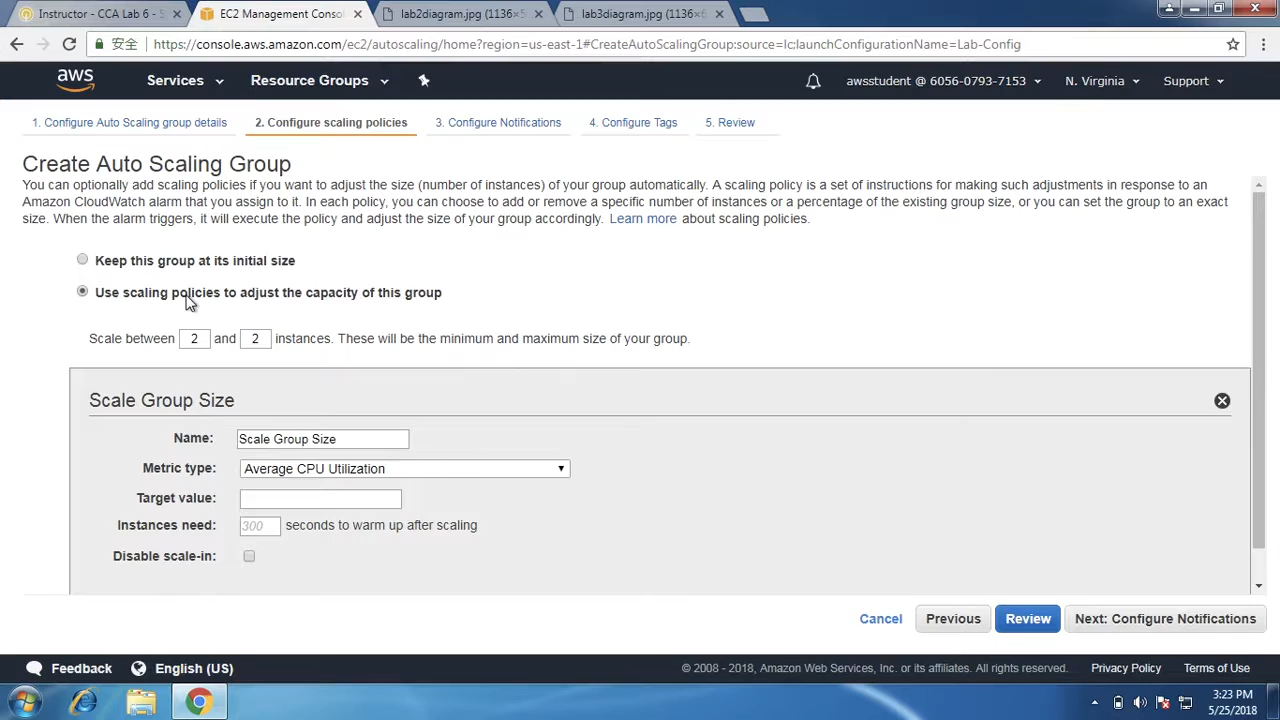 Instructor - CCA Lab 6 - S
EC2 Management Conso
lab2diagram.jpg (1136×5
lab3diagram.jpg (1136×6
安全
https://console.aws.amazon.com/ec2/autoscaling/home?region=us-east-1#CreateAutoScalingGroup:source=lc;launchConfigurationName=Lab-Config
aws
Services
Resource Groups
awsstudent @ 6056-0793-7153
N. Virginia
Support
1. Configure Auto Scaling group details
2. Configure scaling policies
3. Configure Notifications
4. Configure Tags
5. Review
Create Auto Scaling Group
You can optionally add scaling policies if you want to adjust the size (number of instances) of your group automatically. A scaling policy is a set of instructions for making such adjustments in response to an
Amazon CloudWatch alarm that you assign to it. In each policy, you can choose to add or remove a specific number of instances or a percentage of the existing group size, or you can set the group to an exact
size. When the alarm triggers, it will execute the policy and adjust the size of your group accordingly. Learn more about scaling policies.
Keep this group at its initial size
Use scaling policies to adjust the capacity of this group
Scale between 2 and 2 instances. These will be the minimum and maximum size of your group.
Scale Group Size
Name: Scale Group Size
Metric type: Average CPU Utilization
Target value:
Instances need: 300 seconds to warm up after scaling
Disable scale-in:
Cancel
Previous
Review
Next: Configure Notifications
Feedback
English (US)
© 2008 - 2018, Amazon Web Services, Inc. or its affiliates. All rights reserved.
Privacy Policy
Terms of Use
3:23 PM
5/25/2018